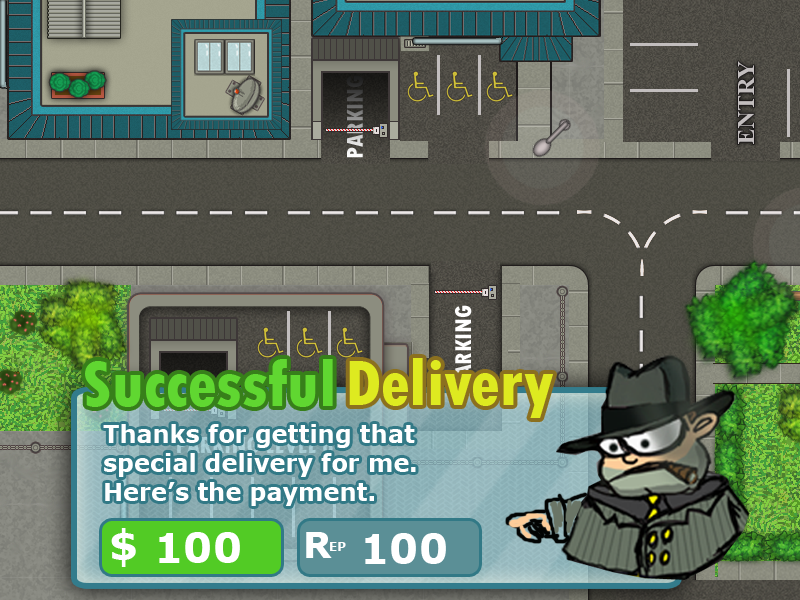 PARKING
ENTRY
PARKING
Successful Delivery
Thanks for getting that
special delivery for me.
Here's the payment.
$ 100
REP 100